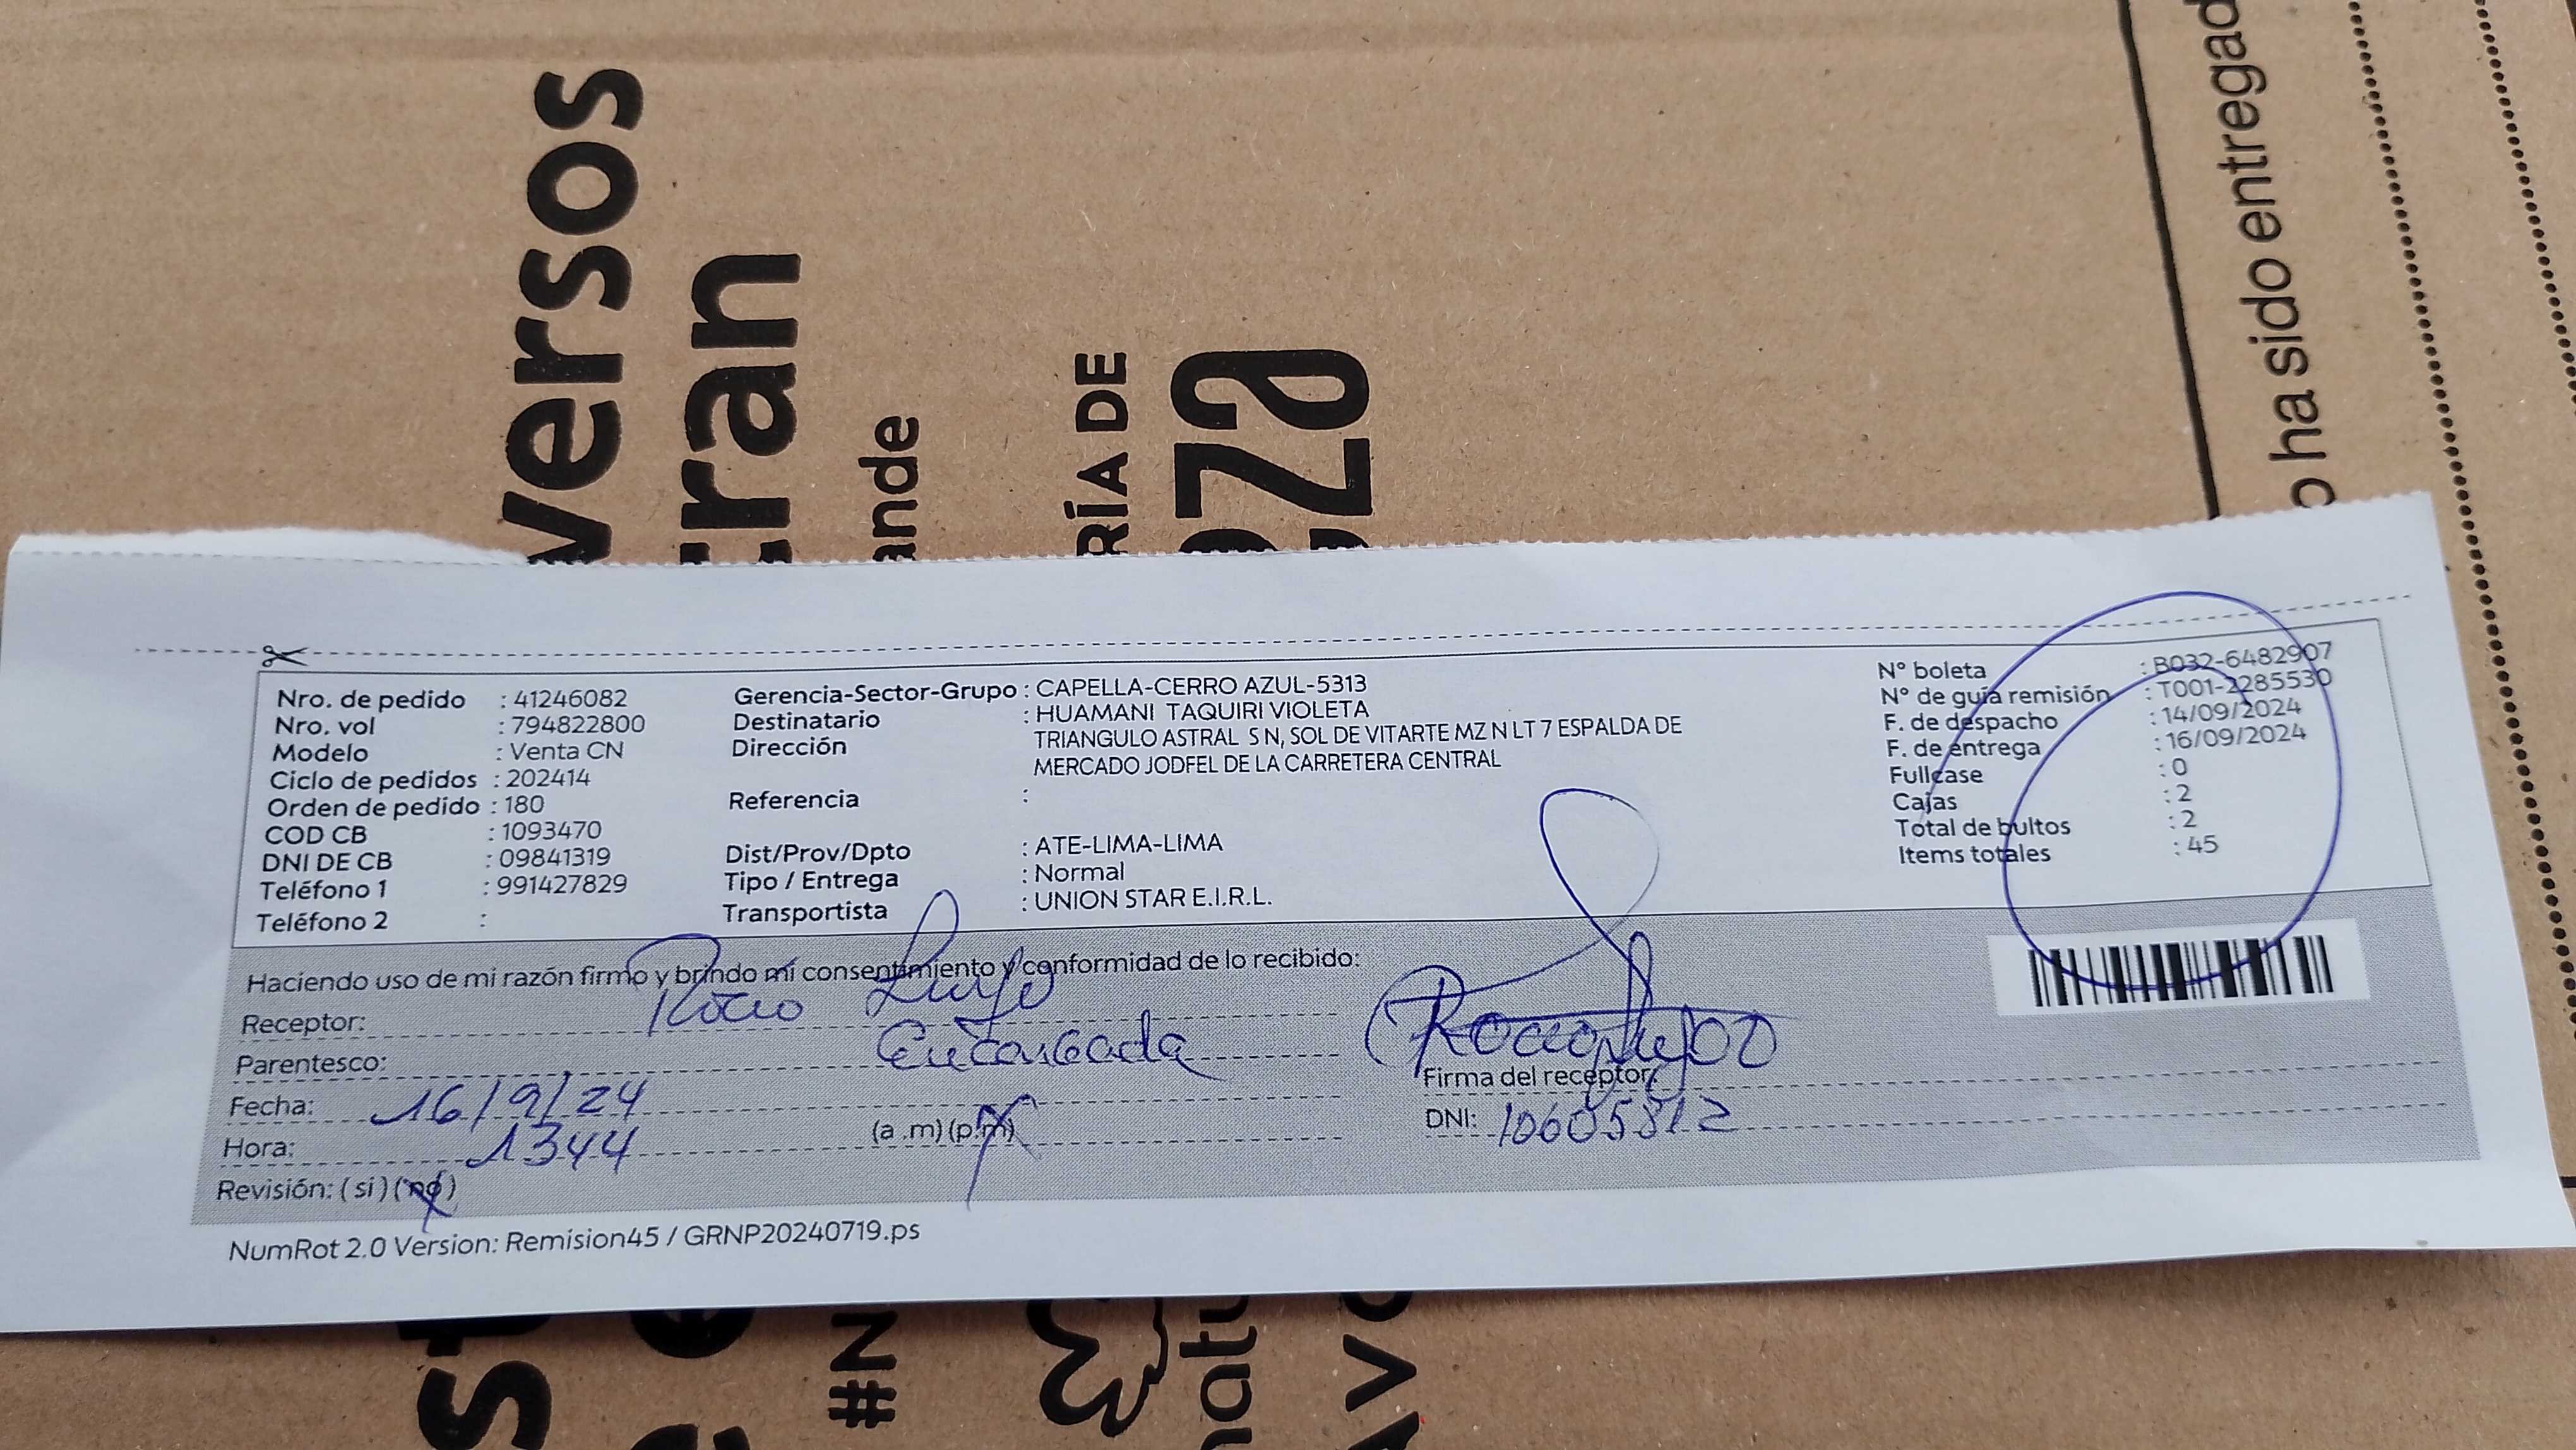 versos
ran
ande
RÍA DE
o ha sido entregad
Nro. de pedido : 41246082
Nro. vol : 794822800
Modelo : Venta CN
Ciclo de pedidos : 202414
Orden de pedido : 180
COD CB : 1093470
DNI DE CB : 09841319
Teléfono 1 : 991427829
Teléfono 2 :
Gerencia-Sector-Grupo : CAPELLA-CERRO AZUL-5313
Destinatario : HUAMANI TAQUIRI VIOLETA
Dirección TRIANGULO ASTRAL S N, SOL DE VITARTE MZ N LT 7 ESPALDA DE
MERCADO JODFEL DE LA CARRETERA CENTRAL
Referencia :
Dist/Prov/Dpto : ATE-LIMA-LIMA
Tipo / Entrega : Normal
Transportista : UNION STAR E.I.R.L.
N° boleta : B032-6482907
N° de guía remisión : T001-2285530
F. de despacho : 14/09/2024
F. de entrega : 16/09/2024
Fullcase : 0
Cajas : 2
Total de bultos : 2
Items totales : 45
Haciendo uso de mi razón firmo y brindo mi consentimiento y conformidad de lo recibido:
Receptor: Rocio
Parentesco: Encargada
Fecha: 16/9/24
Hora: 1344 (a .m) (p.m)
Revisión: ( si ) ( no )
Firma del receptor:
DNI: 10605812
NumRot 2.0 Version: Remision45 / GRNP20240719.ps
#N
natu
Av